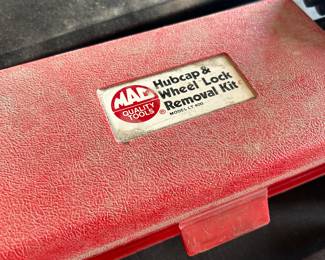 MAC
QUALITY
TOOLS
®
Hubcap &
Wheel Lock
Removal Kit